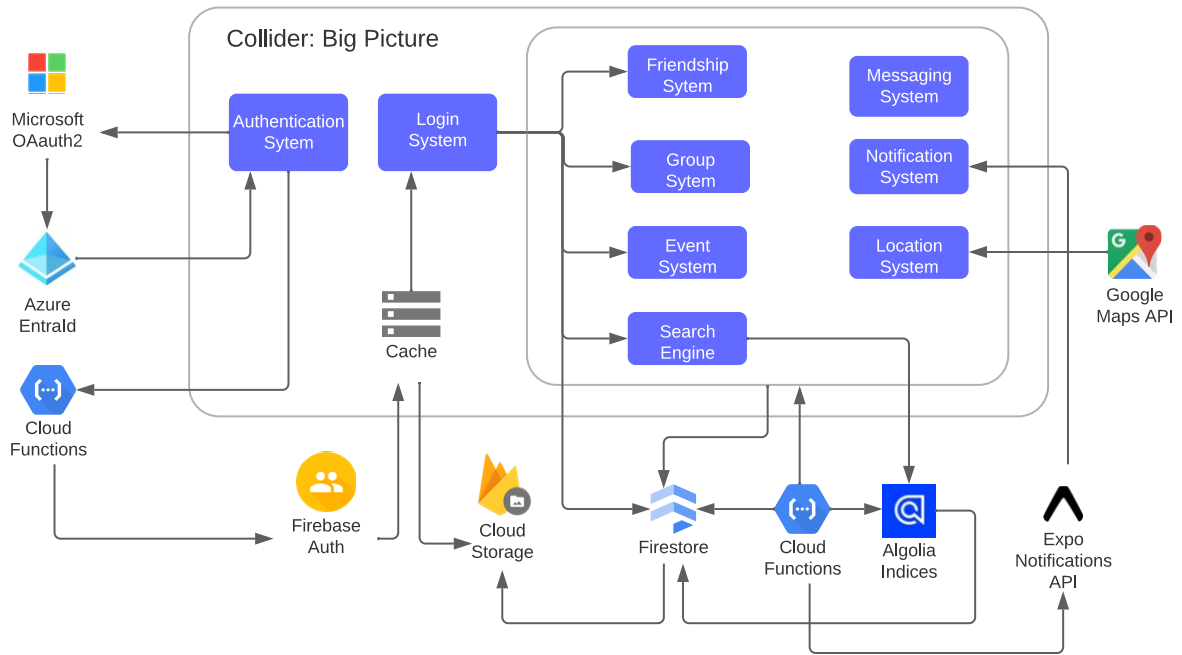 Collider: Big Picture
Microsoft
OAauth2
Authentication
Sytem
Login
System
Friendship
Sytem
Messaging
System
Group
Sytem
Notification
System
Event
System
Location
System
G
Google
Maps API
Azure
EntraId
Cache
Search
Engine
Cloud
Functions
Firebase
Auth
Cloud
Storage
Firestore
Cloud
Functions
Algolia
Indices
Expo
Notifications
API